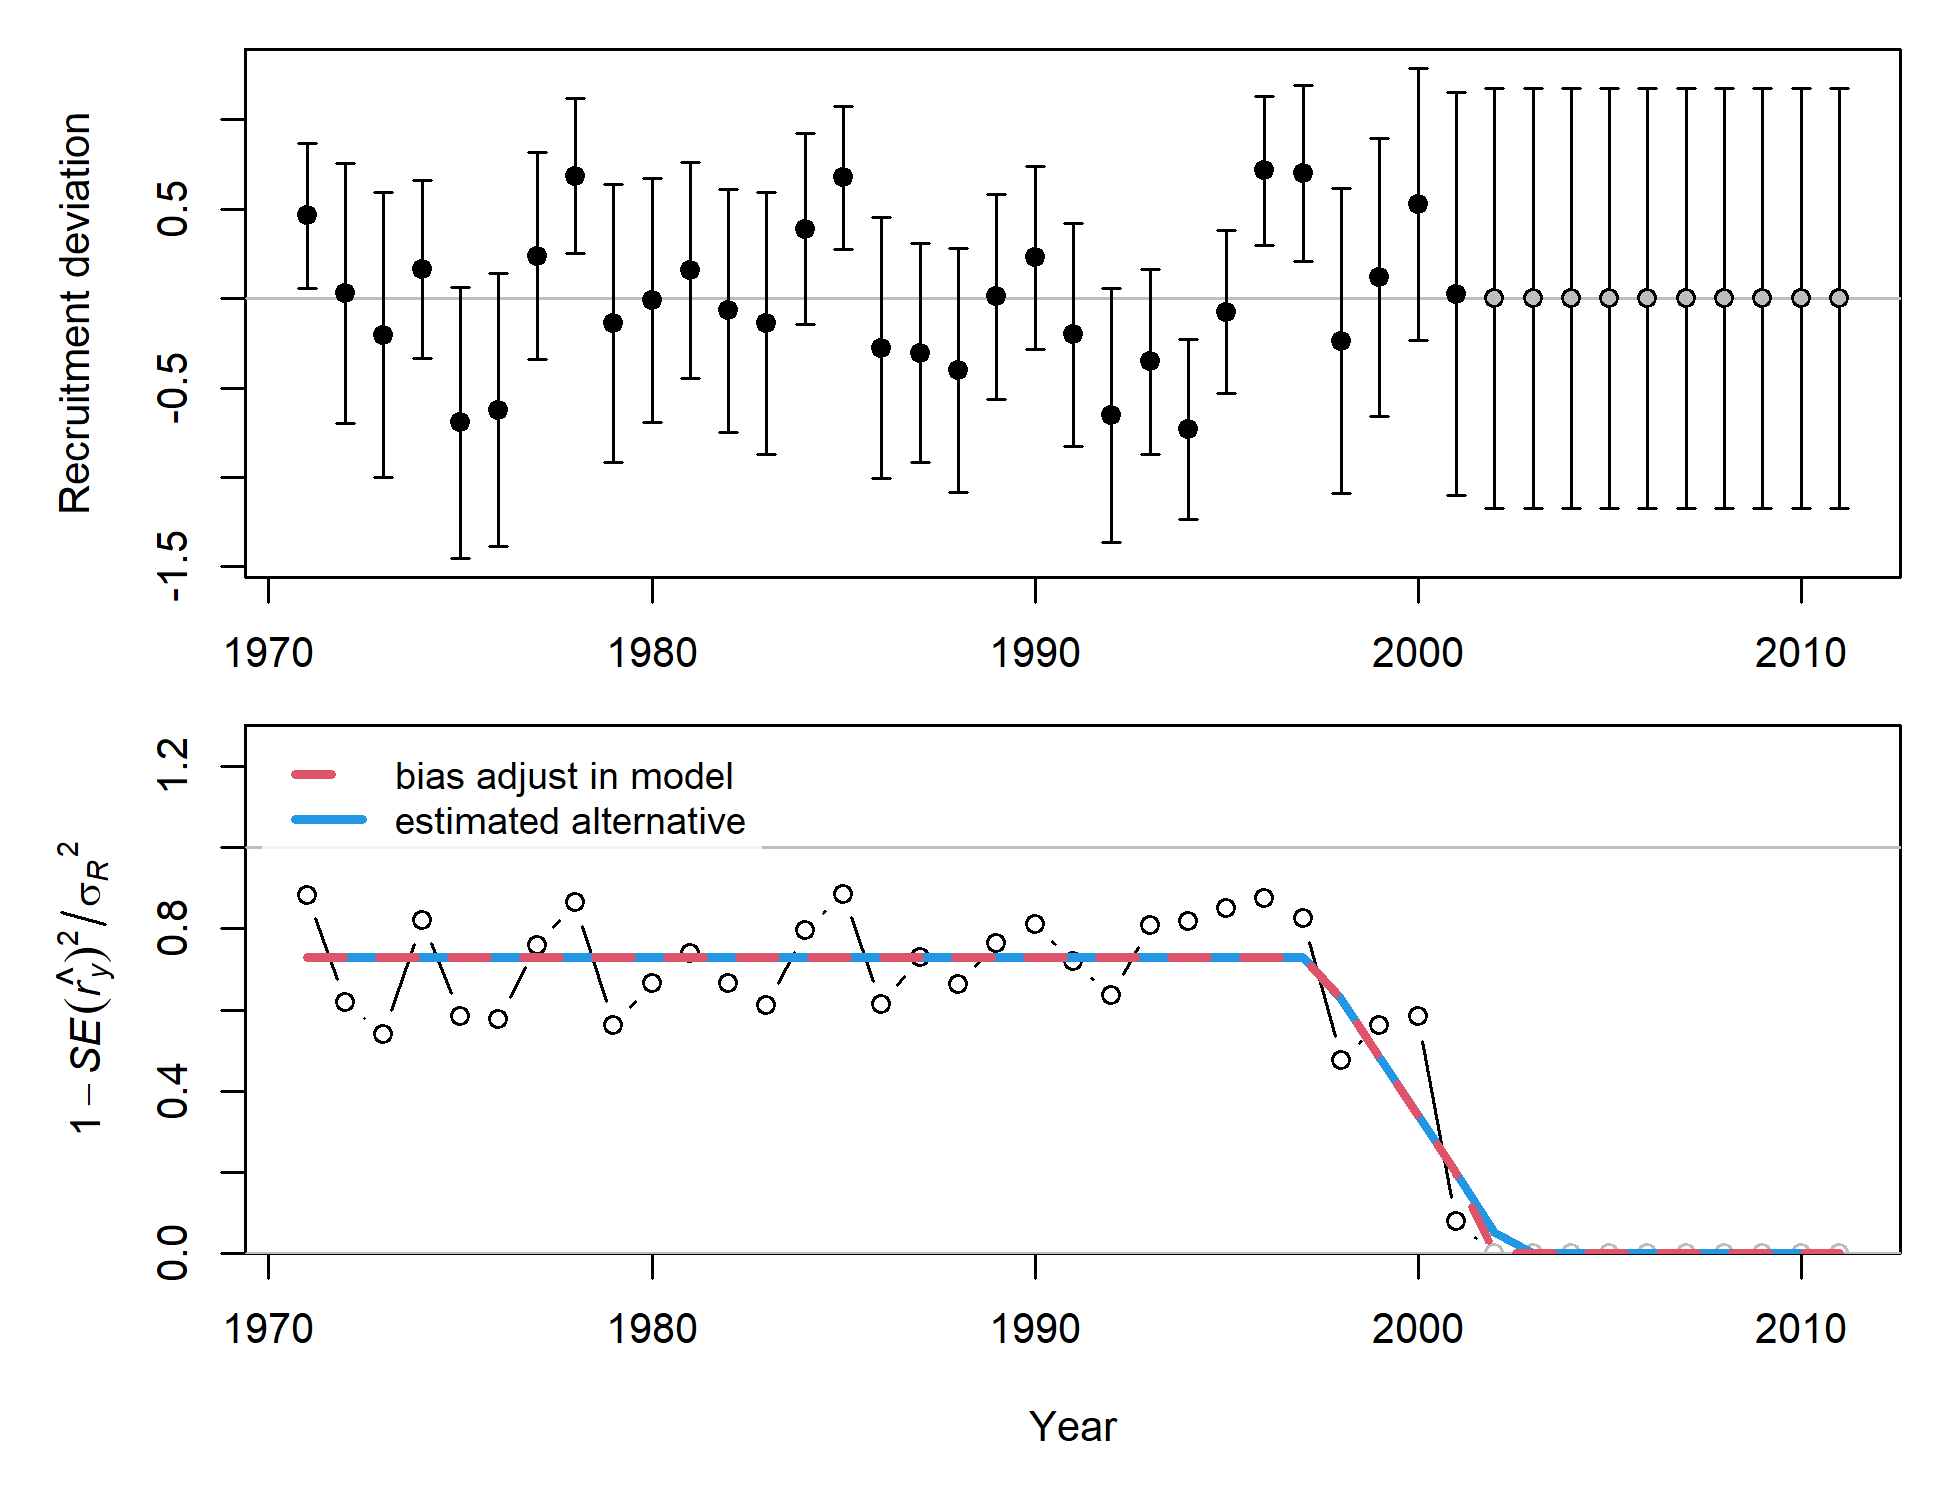 Recruitment deviation
0.5
-0.5
-1.5
1970 1980 1990 2000 2010
bias adjust in model
estimated alternative
1 − SE(r̂y)² / σR²
1.2
0.8
0.4
0.0
1970 1980 1990 2000 2010
Year